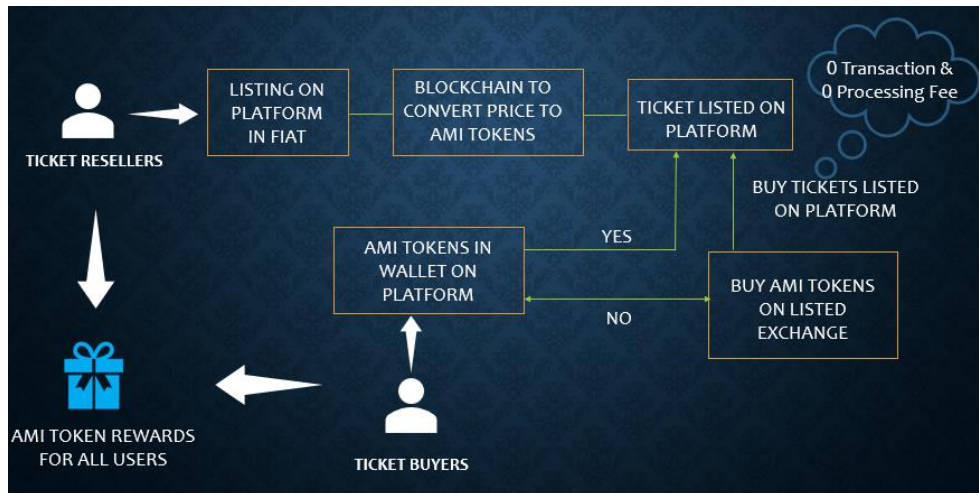 LISTING ON
PLATFORM
IN FIAT
BLOCKCHAIN TO
CONVERT PRICE TO
AMI TOKENS
TICKET LISTED ON
PLATFORM
0 Transaction &
0 Processing Fee
TICKET RESELLERS
BUY TICKETS LISTED
ON PLATFORM
AMI TOKENS IN
WALLET ON
PLATFORM
YES
NO
BUY AMI TOKENS
ON LISTED
EXCHANGE
AMI TOKEN REWARDS
FOR ALL USERS
TICKET BUYERS